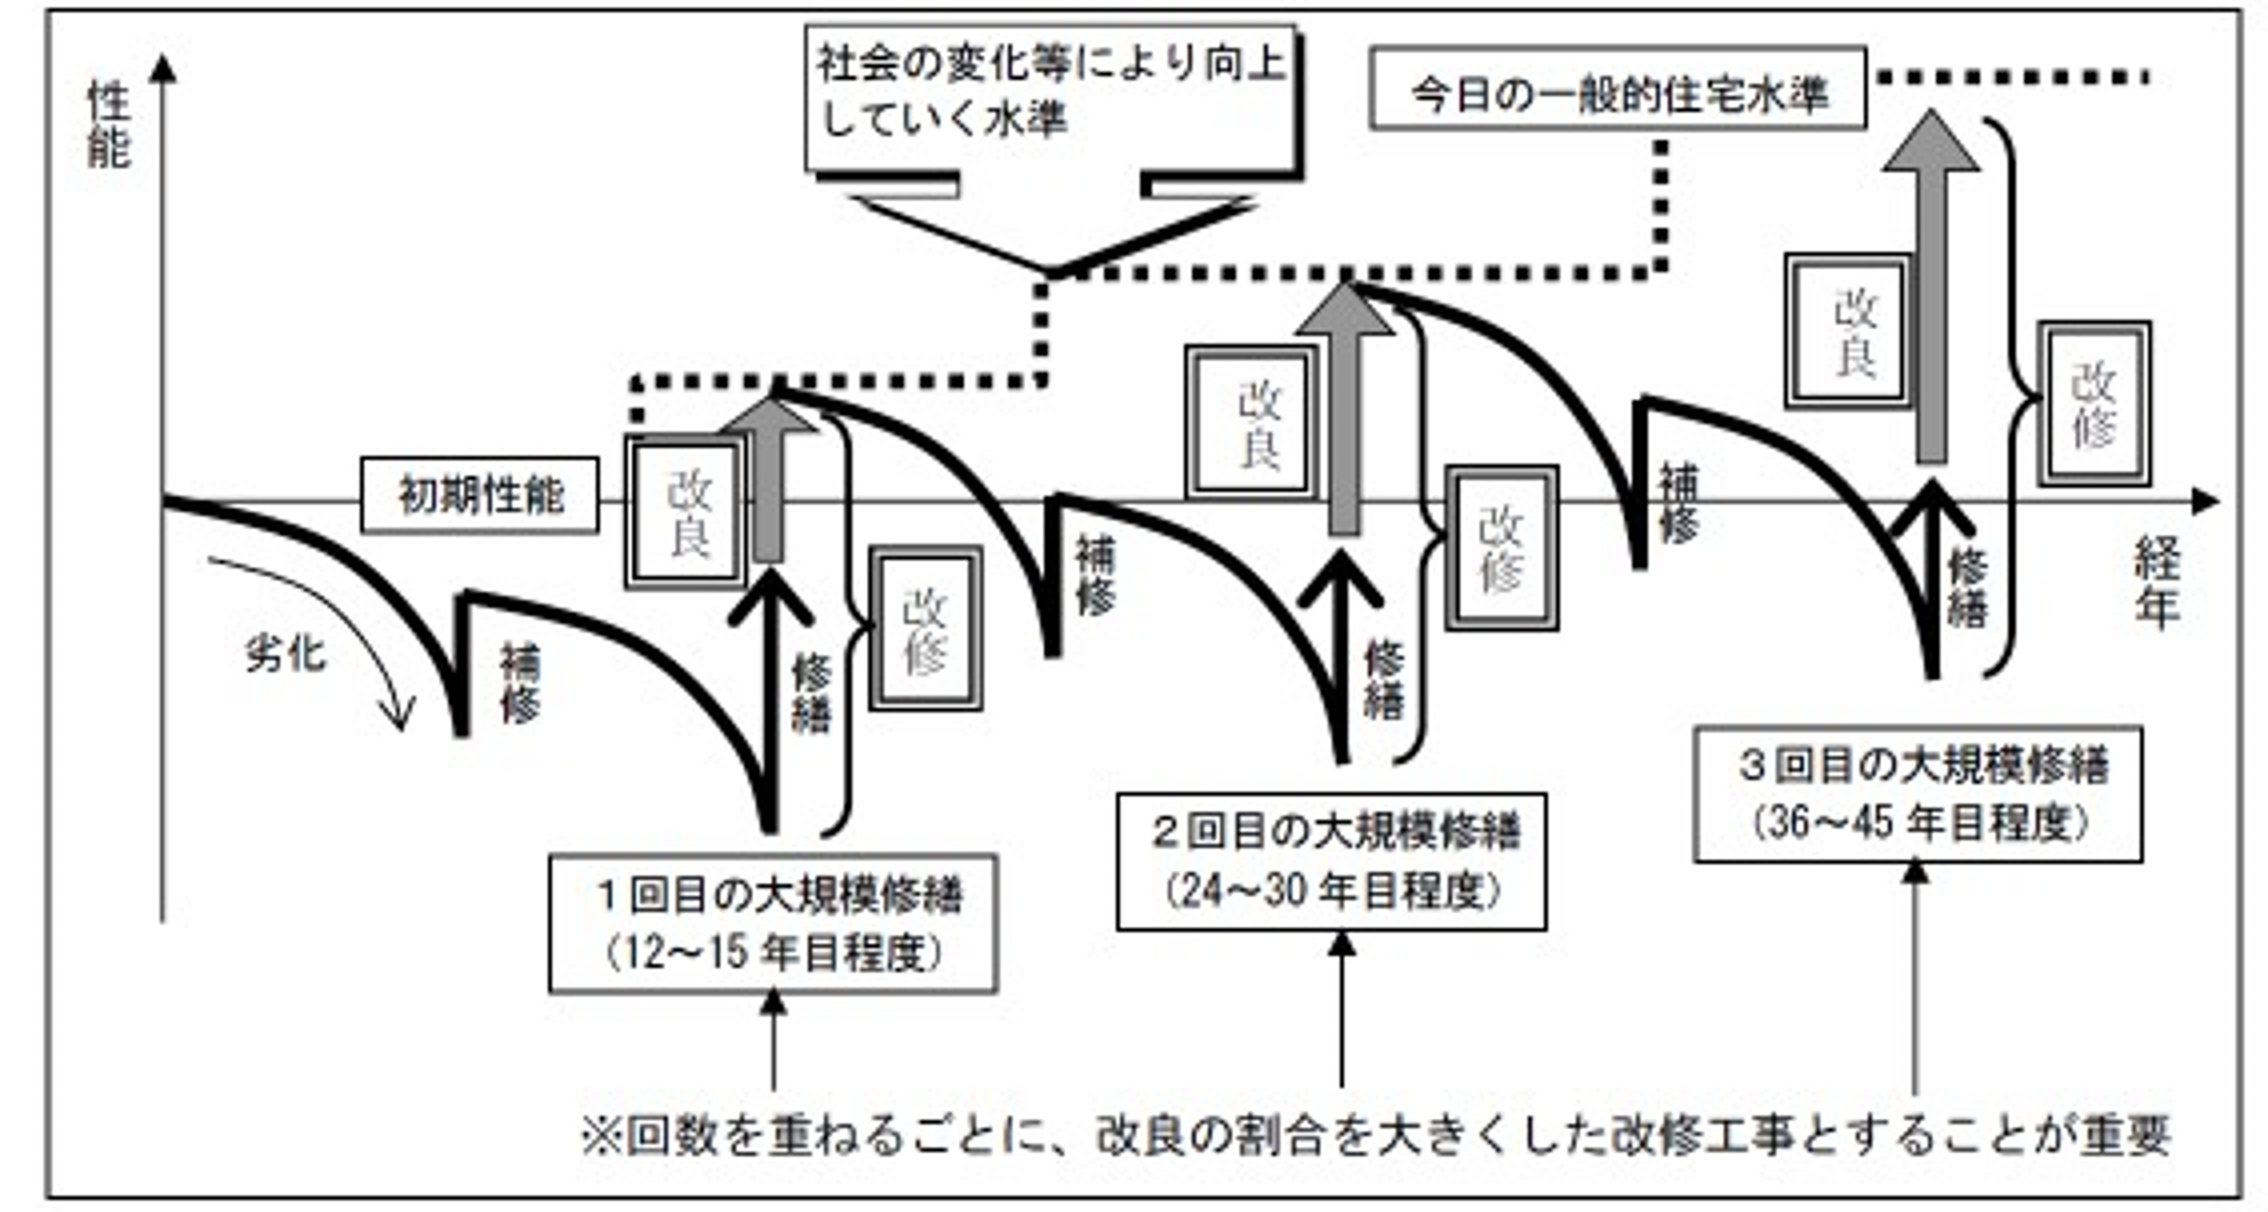 性能
社会の変化等により向上
していく水準
今日の一般的住宅水準
初期性能
劣化
補修
改良
修繕
改修
補修
改良
修繕
改修
補修
改良
修繕
改修
経年
1回目の大規模修繕
(12～15 年目程度)
2回目の大規模修繕
(24～30 年目程度)
3回目の大規模修繕
(36～45 年目程度)
※回数を重ねるごとに、改良の割合を大きくした改修工事とすることが重要